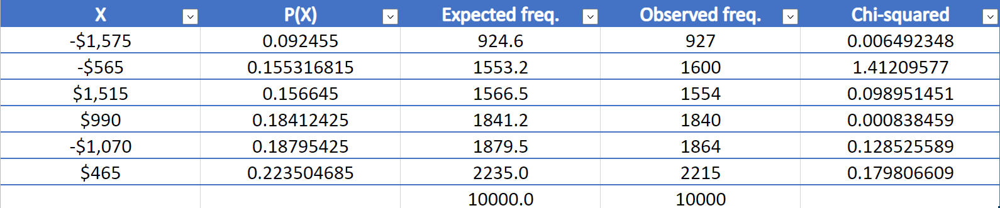 X P(X) Expected freq. Observed freq. Chi-squared
-$1,575 0.092455 924.6 927 0.006492348
-$565 0.155316815 1553.2 1600 1.41209577
$1,515 0.156645 1566.5 1554 0.098951451
$990 0.18412425 1841.2 1840 0.000838459
-$1,070 0.18795425 1879.5 1864 0.128525589
$465 0.223504685 2235.0 2215 0.179806609
10000.0 10000